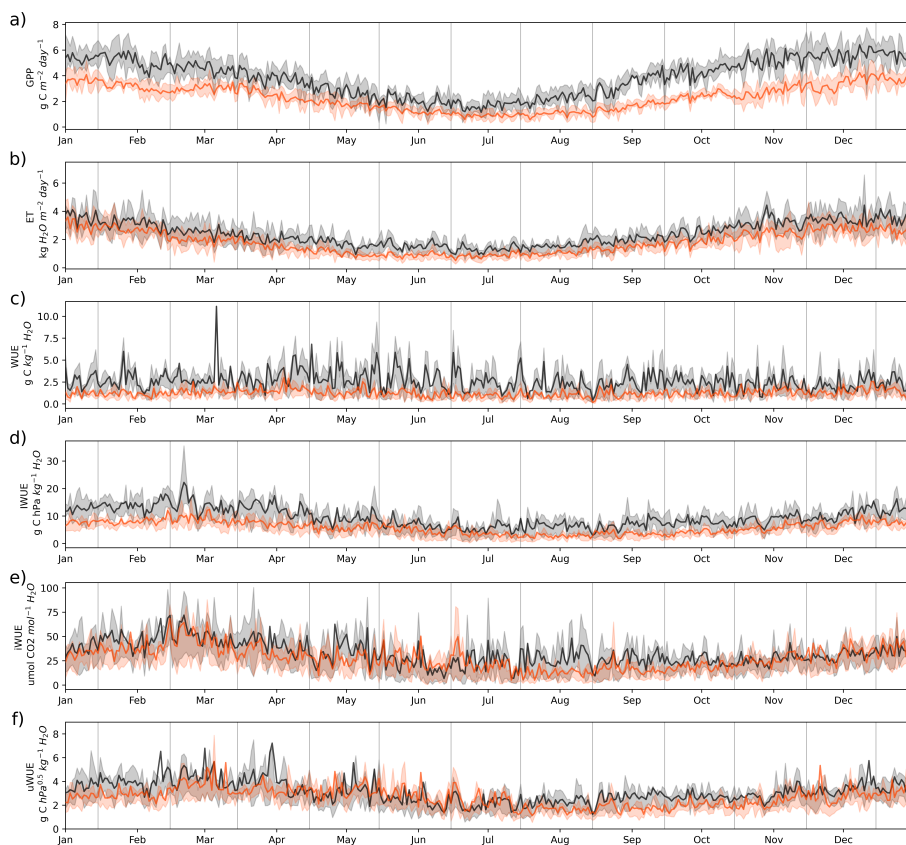 a)
GPP
g C m⁻² day⁻¹
8
6
4
2
0
Jan Feb Mar Apr May Jun Jul Aug Sep Oct Nov Dec
b)
ET
kg H₂O m⁻² day⁻¹
6
4
2
0
Jan Feb Mar Apr May Jun Jul Aug Sep Oct Nov Dec
c)
WUE
g C kg⁻¹ H₂O
10.0
7.5
5.0
2.5
0.0
Jan Feb Mar Apr May Jun Jul Aug Sep Oct Nov Dec
d)
IWUE
g C hPa kg⁻¹ H₂O
30
20
10
0
Jan Feb Mar Apr May Jun Jul Aug Sep Oct Nov Dec
e)
iWUE
umol CO2 mol⁻¹ H₂O
100
75
50
25
0
Jan Feb Mar Apr May Jun Jul Aug Sep Oct Nov Dec
f)
uWUE
g C hPa⁰·⁵ kg⁻¹ H₂O
8
6
4
2
0
Jan Feb Mar Apr May Jun Jul Aug Sep Oct Nov Dec